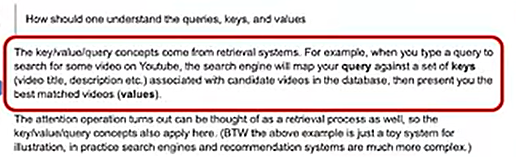 How should one understand the queries, keys, and values
The key/value/query concepts come from retrieval systems. For example, when you type a query to
search for some video on Youtube, the search engine will map your query against a set of keys
(video title, description etc.) associated with candidate videos in the database, then present you the
best matched videos (values).
The attention operation turns out can be thought of as a retrieval process as well, so the
key/value/query concepts also apply here. (BTW the above example is just a toy system for
illustration, in practice search engines and recommendation systems are much more complex.)